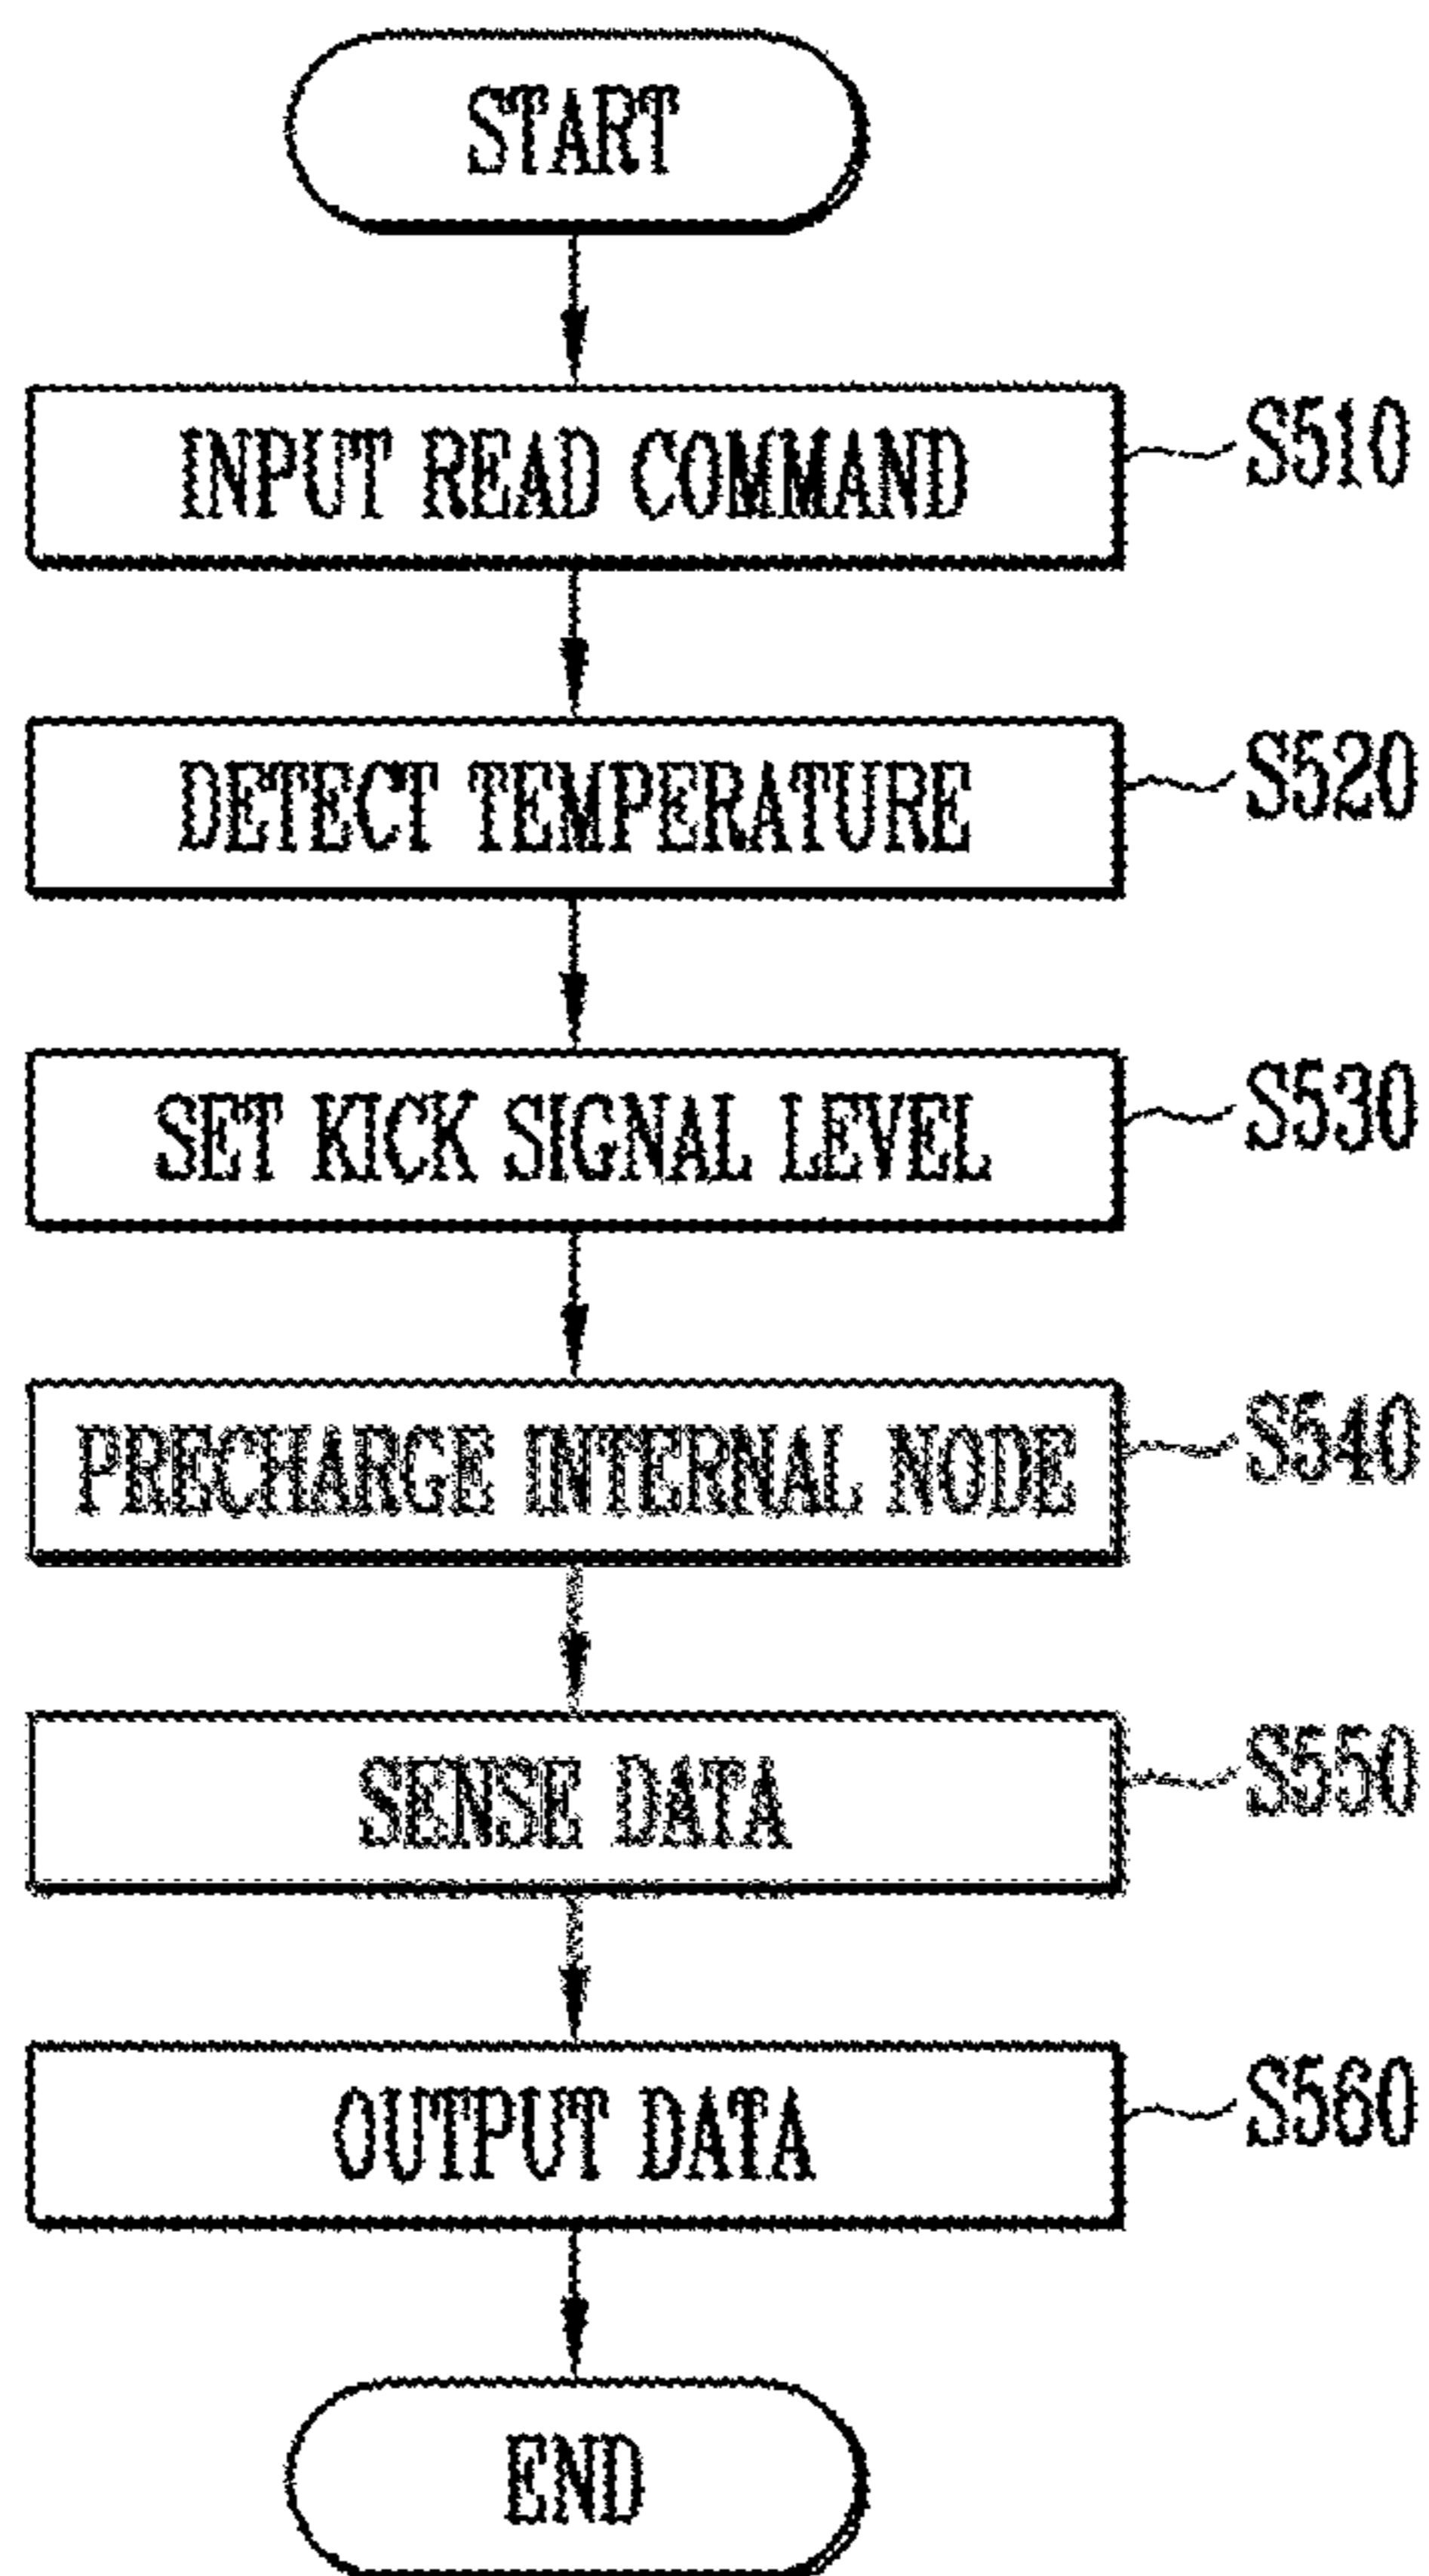 START
INPUT READ COMMAND
S510
DETECT TEMPERATURE
S520
SET KICK SIGNAL LEVEL
S530
PRECHARGE INTERNAL NODE
S540
SENSE DATA
S550
OUTPUT DATA
S560
END